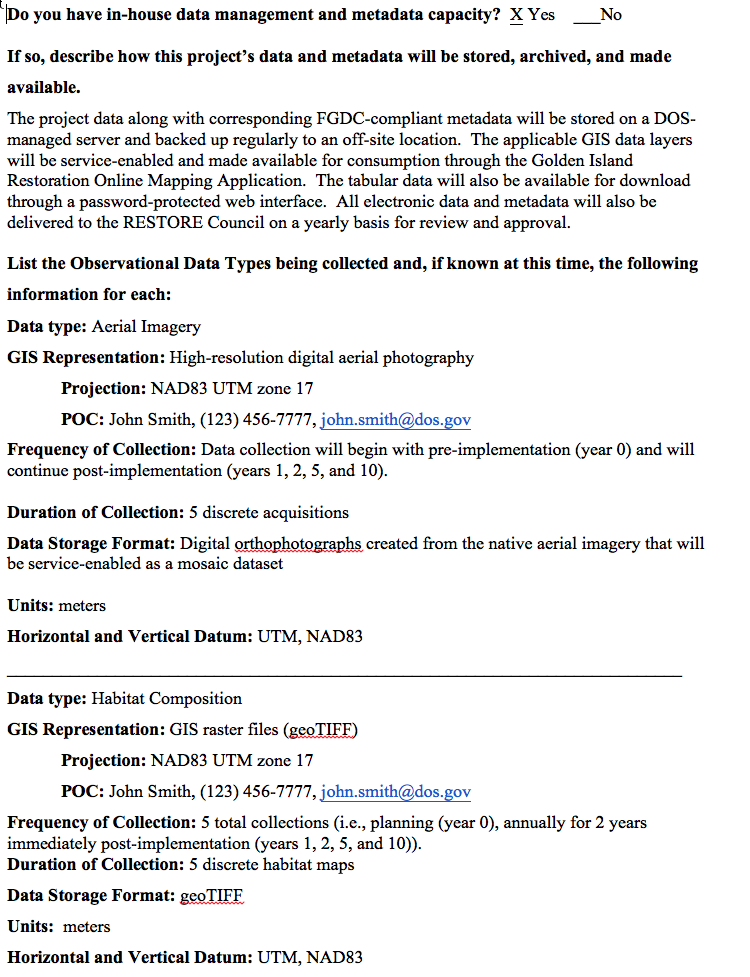 Do you have in-house data management and metadata capacity? X Yes ___No
If so, describe how this project's data and metadata will be stored, archived, and made
available.
The project data along with corresponding FGDC-compliant metadata will be stored on a DOS-
managed server and backed up regularly to an off-site location. The applicable GIS data layers
will be service-enabled and made available for consumption through the Golden Island
Restoration Online Mapping Application. The tabular data will also be available for download
through a password-protected web interface. All electronic data and metadata will also be
delivered to the RESTORE Council on a yearly basis for review and approval.
List the Observational Data Types being collected and, if known at this time, the following
information for each:
Data type: Aerial Imagery
GIS Representation: High-resolution digital aerial photography
Projection: NAD83 UTM zone 17
POC: John Smith, (123) 456-7777, john.smith@dos.gov
Frequency of Collection: Data collection will begin with pre-implementation (year 0) and will
continue post-implementation (years 1, 2, 5, and 10).
Duration of Collection: 5 discrete acquisitions
Data Storage Format: Digital orthophotographs created from the native aerial imagery that will
be service-enabled as a mosaic dataset
Units: meters
Horizontal and Vertical Datum: UTM, NAD83
Data type: Habitat Composition
GIS Representation: GIS raster files (geoTIFF)
Projection: NAD83 UTM zone 17
POC: John Smith, (123) 456-7777, john.smith@dos.gov
Frequency of Collection: 5 total collections (i.e., planning (year 0), annually for 2 years
immediately post-implementation (years 1, 2, 5, and 10)).
Duration of Collection: 5 discrete habitat maps
Data Storage Format: geoTIFF
Units: meters
Horizontal and Vertical Datum: UTM, NAD83